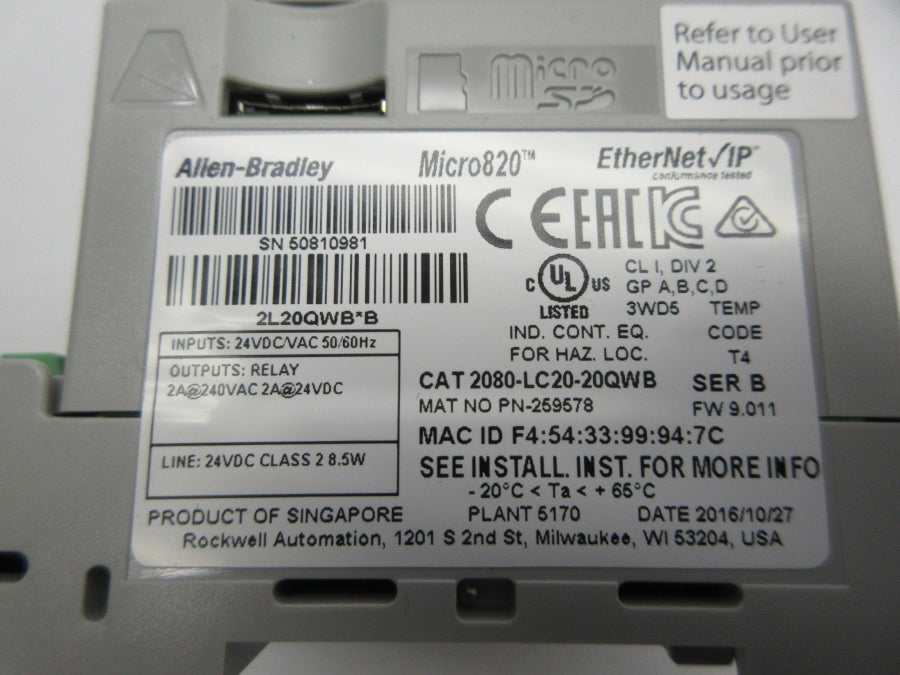 Micro
SD
Refer to User
Manual prior
to usage
Allen-Bradley
Micro820™
EtherNet/IP™
conformance tested
SN 50810981
CE EAC KC
2L20QWB*B
C UL US
LISTED
CL I, DIV 2
GP A,B,C,D
3WD5 TEMP
IND. CONT. EQ. CODE
FOR HAZ. LOC. T4
INPUTS: 24VDC/VAC 50/60Hz
OUTPUTS: RELAY
2A@240VAC 2A@24VDC
LINE: 24VDC CLASS 2 8.5W
CAT 2080-LC20-20QWB SER B
MAT NO PN-259578 FW 9.011
MAC ID F4:54:33:99:94:7C
SEE INSTALL. INST. FOR MORE INFO
- 20°C < Ta < + 65°C
PRODUCT OF SINGAPORE PLANT 5170 DATE 2016/10/27
Rockwell Automation, 1201 S 2nd St, Milwaukee, WI 53204, USA